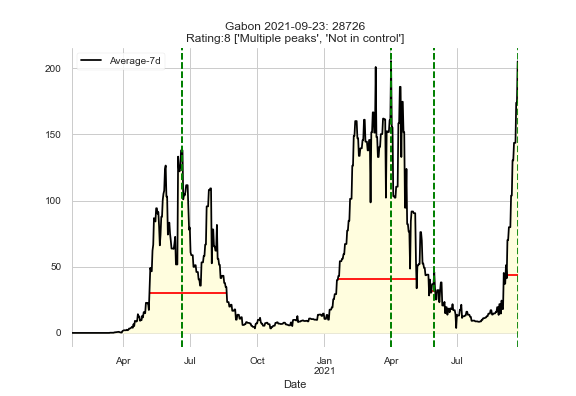 Gabon 2021-09-23: 28726
Rating:8 ['Multiple peaks', 'Not in control']
Average-7d
200
150
100
50
0
Apr Jul Oct Jan Apr Jul
2021
Date